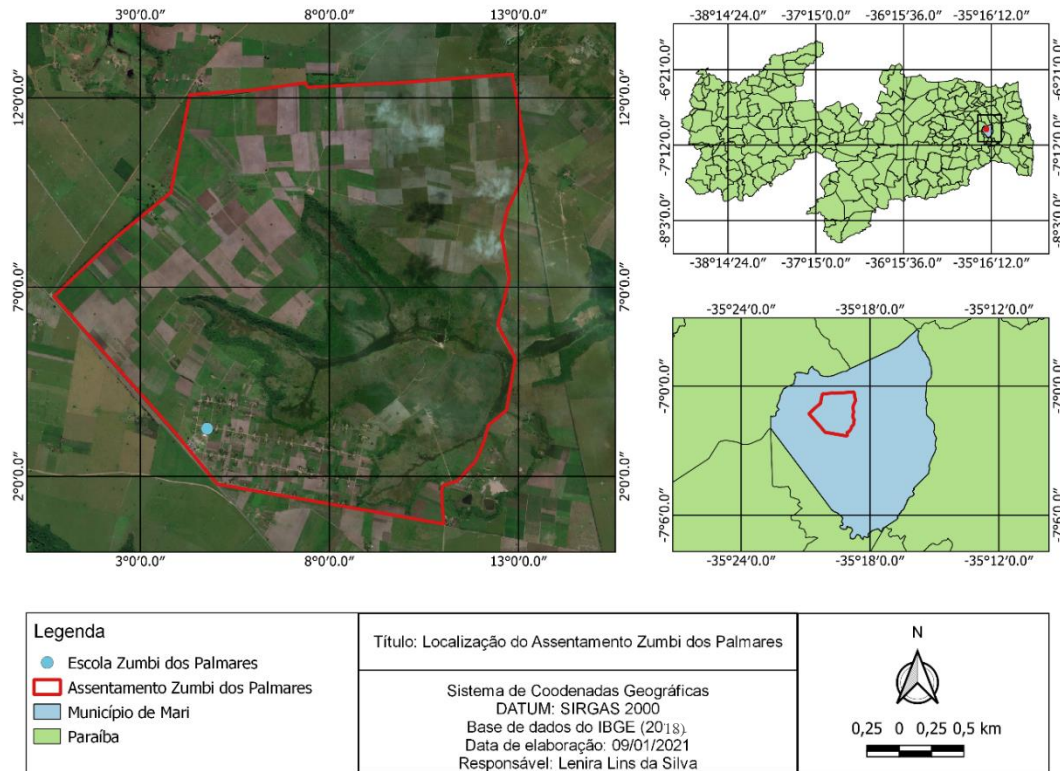 3°0'0.0" 8°0'0.0" 13°0'0.0"
12°0'0.0" 12°0'0.0"
7°0'0.0" 7°0'0.0"
2°0'0.0" 2°0'0.0"
3°0'0.0" 8°0'0.0" 13°0'0.0"
-38°14'24.0" -37°15'0.0" -36°15'36.0" -35°16'12.0"
-6°21'0.0" -6°21'0.0"
-7°12'0.0" -7°12'0.0"
-8°3'0.0" -8°3'0.0"
-38°14'24.0" -37°15'0.0" -36°15'36.0" -35°16'12.0"
-35°24'0.0" -35°18'0.0" -35°12'0.0"
-7°0'0.0" -7°0'0.0"
-7°6'0.0" -7°6'0.0"
-35°24'0.0" -35°18'0.0" -35°12'0.0"
Legenda
Escola Zumbi dos Palmares
Assentamento Zumbi dos Palmares
Município de Mari
Paraíba
Título: Localização do Assentamento Zumbi dos Palmares
Sistema de Coodenadas Geográficas
DATUM: SIRGAS 2000
Base de dados do IBGE (2018).
Data de elaboração: 09/01/2021
Responsável: Lenira Lins da Silva
N
0,25 0 0,25 0,5 km